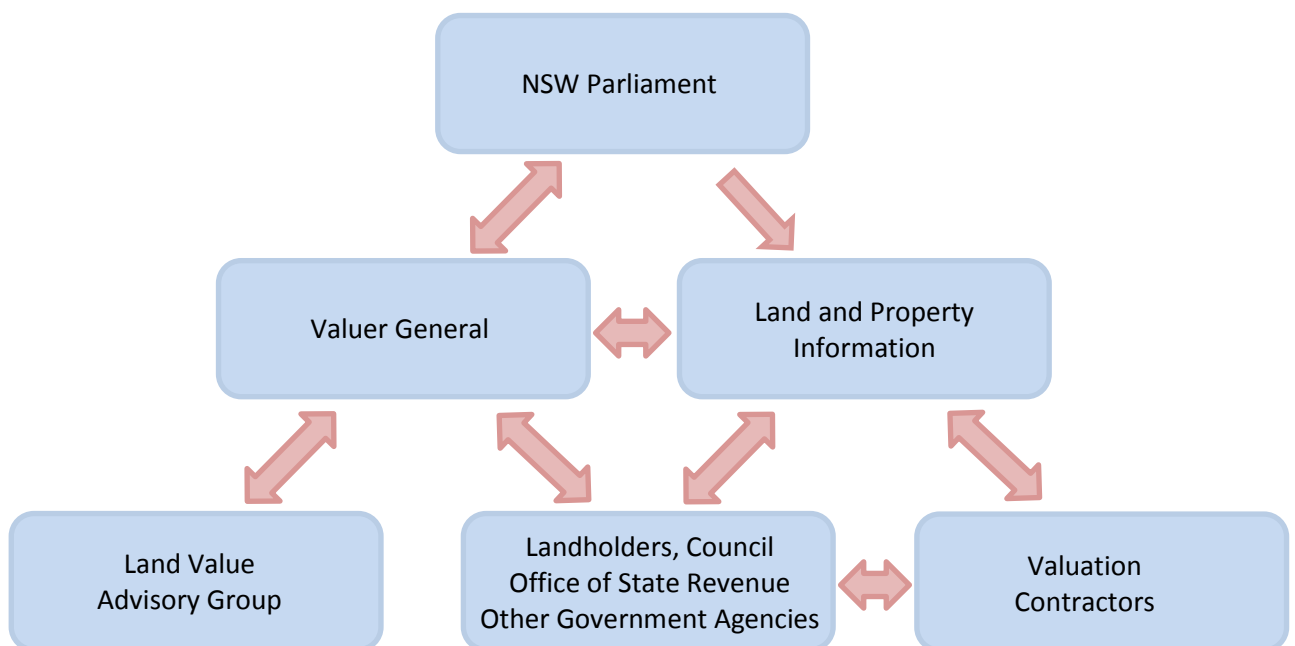 NSW Parliament
Valuer General
Land and Property
Information
Land Value
Advisory Group
Landholders, Council
Office of State Revenue
Other Government Agencies
Valuation
Contractors